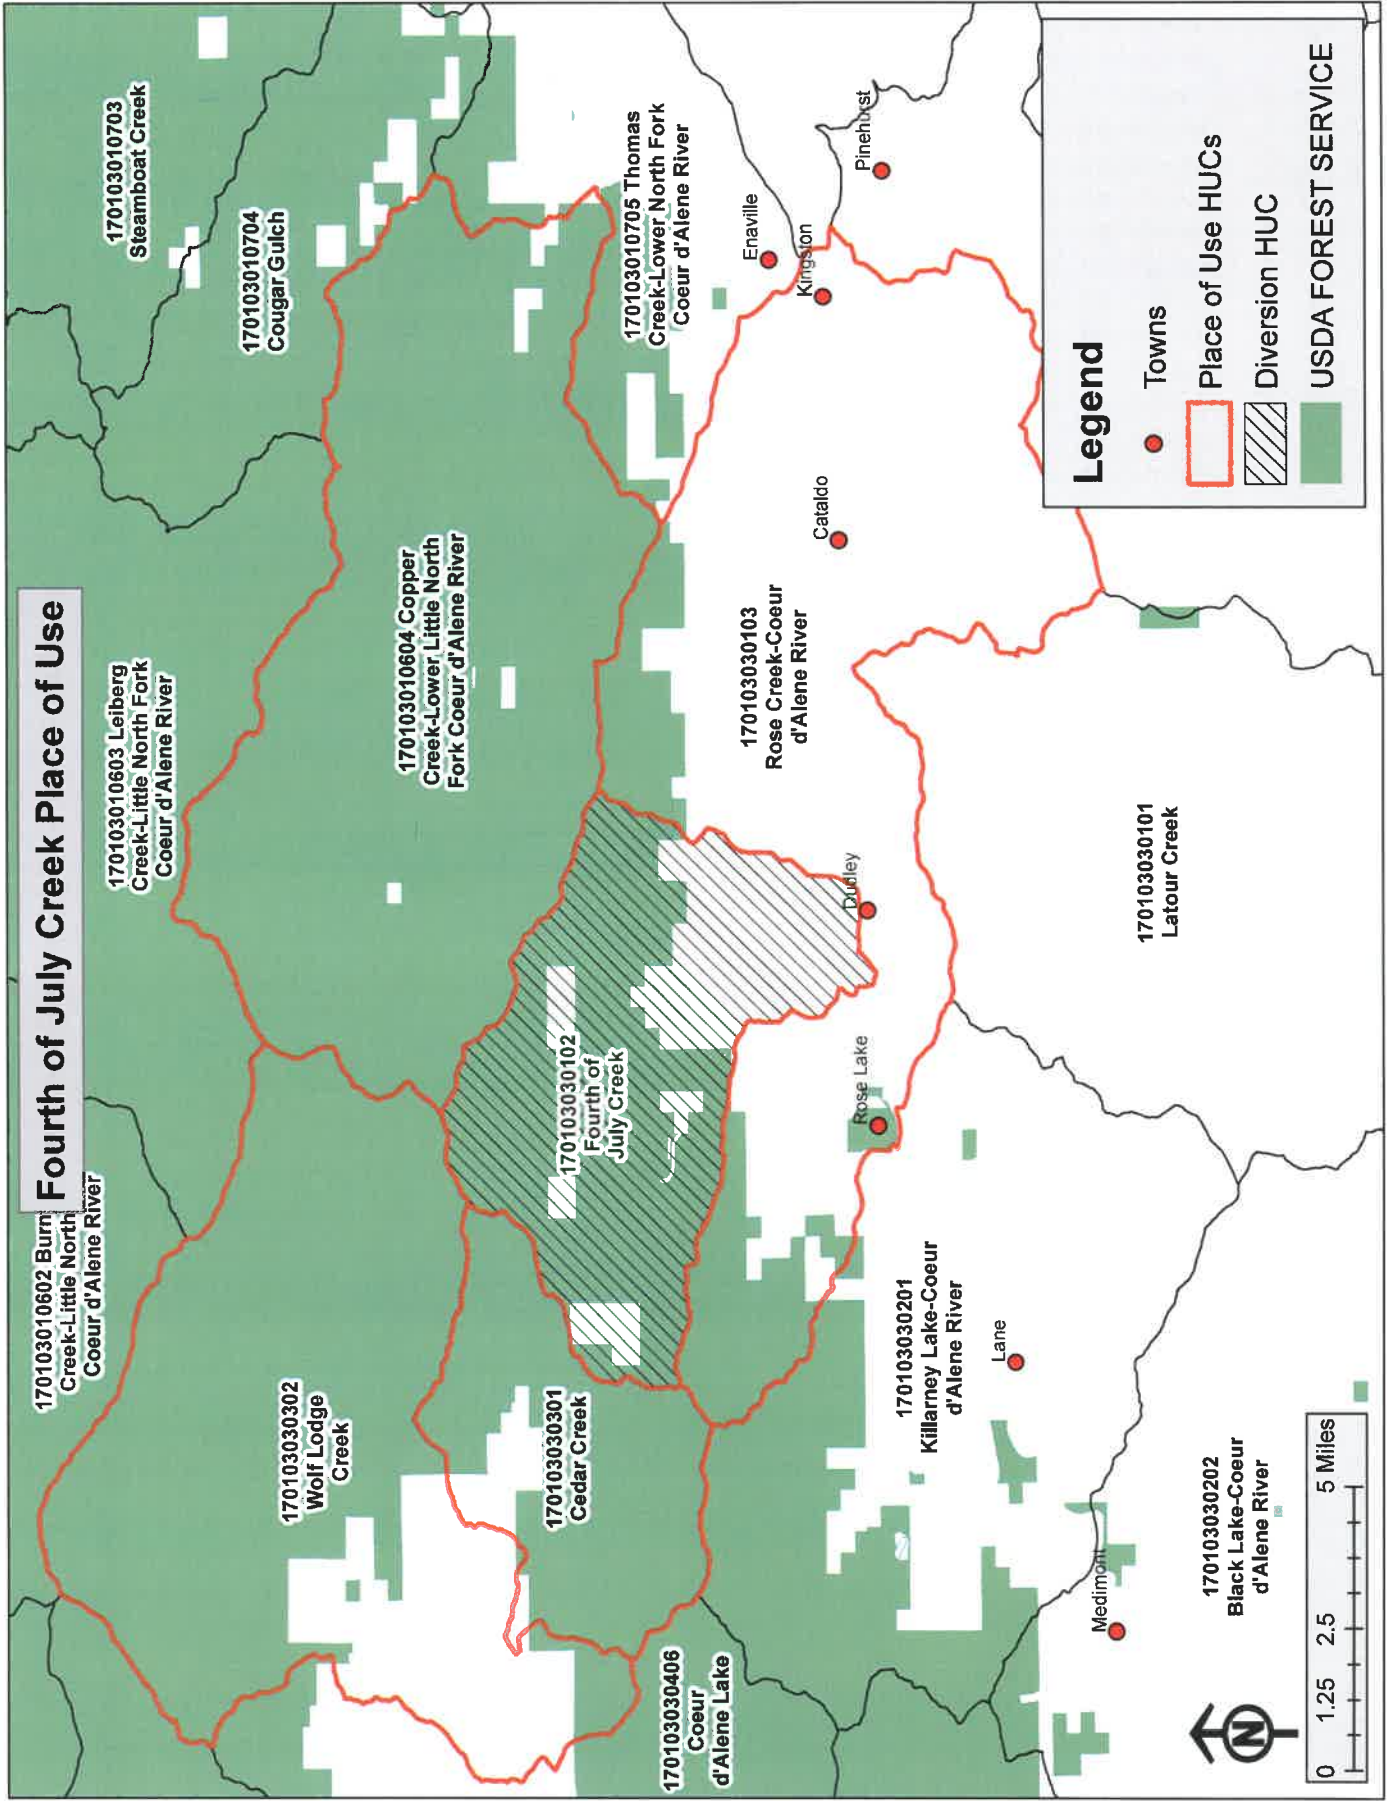 Fourth of July Creek Place of Use
170103010602 Burn
Creek-Little North
Coeur d'Alene River
170103010603 Leiberg
Creek-Little North Fork
Coeur d'Alene River
170103010703
Steamboat Creek
170103010704
Cougar Gulch
170103030302
Wolf Lodge
Creek
170103010604 Copper
Creek-Lower Little North
Fork Coeur d'Alene River
170103030301
Cedar Creek
170103030102
Fourth of
July Creek
170103010705 Thomas
Creek-Lower North Fork
Coeur d'Alene River
170103030406
Coeur
d'Alene Lake
170103030103
Rose Creek-Coeur
d'Alene River
Enaville
Kingston
Pinehurst
Cataldo
Dudley
Rose Lake
170103030201
Killarney Lake-Coeur
d'Alene River
Lane
170103030101
Latour Creek
Medimont
170103030202
Black Lake-Coeur
d'Alene River
N
0 1.25 2.5 5 Miles
Legend
Towns
Place of Use HUCs
Diversion HUC
USDA FOREST SERVICE